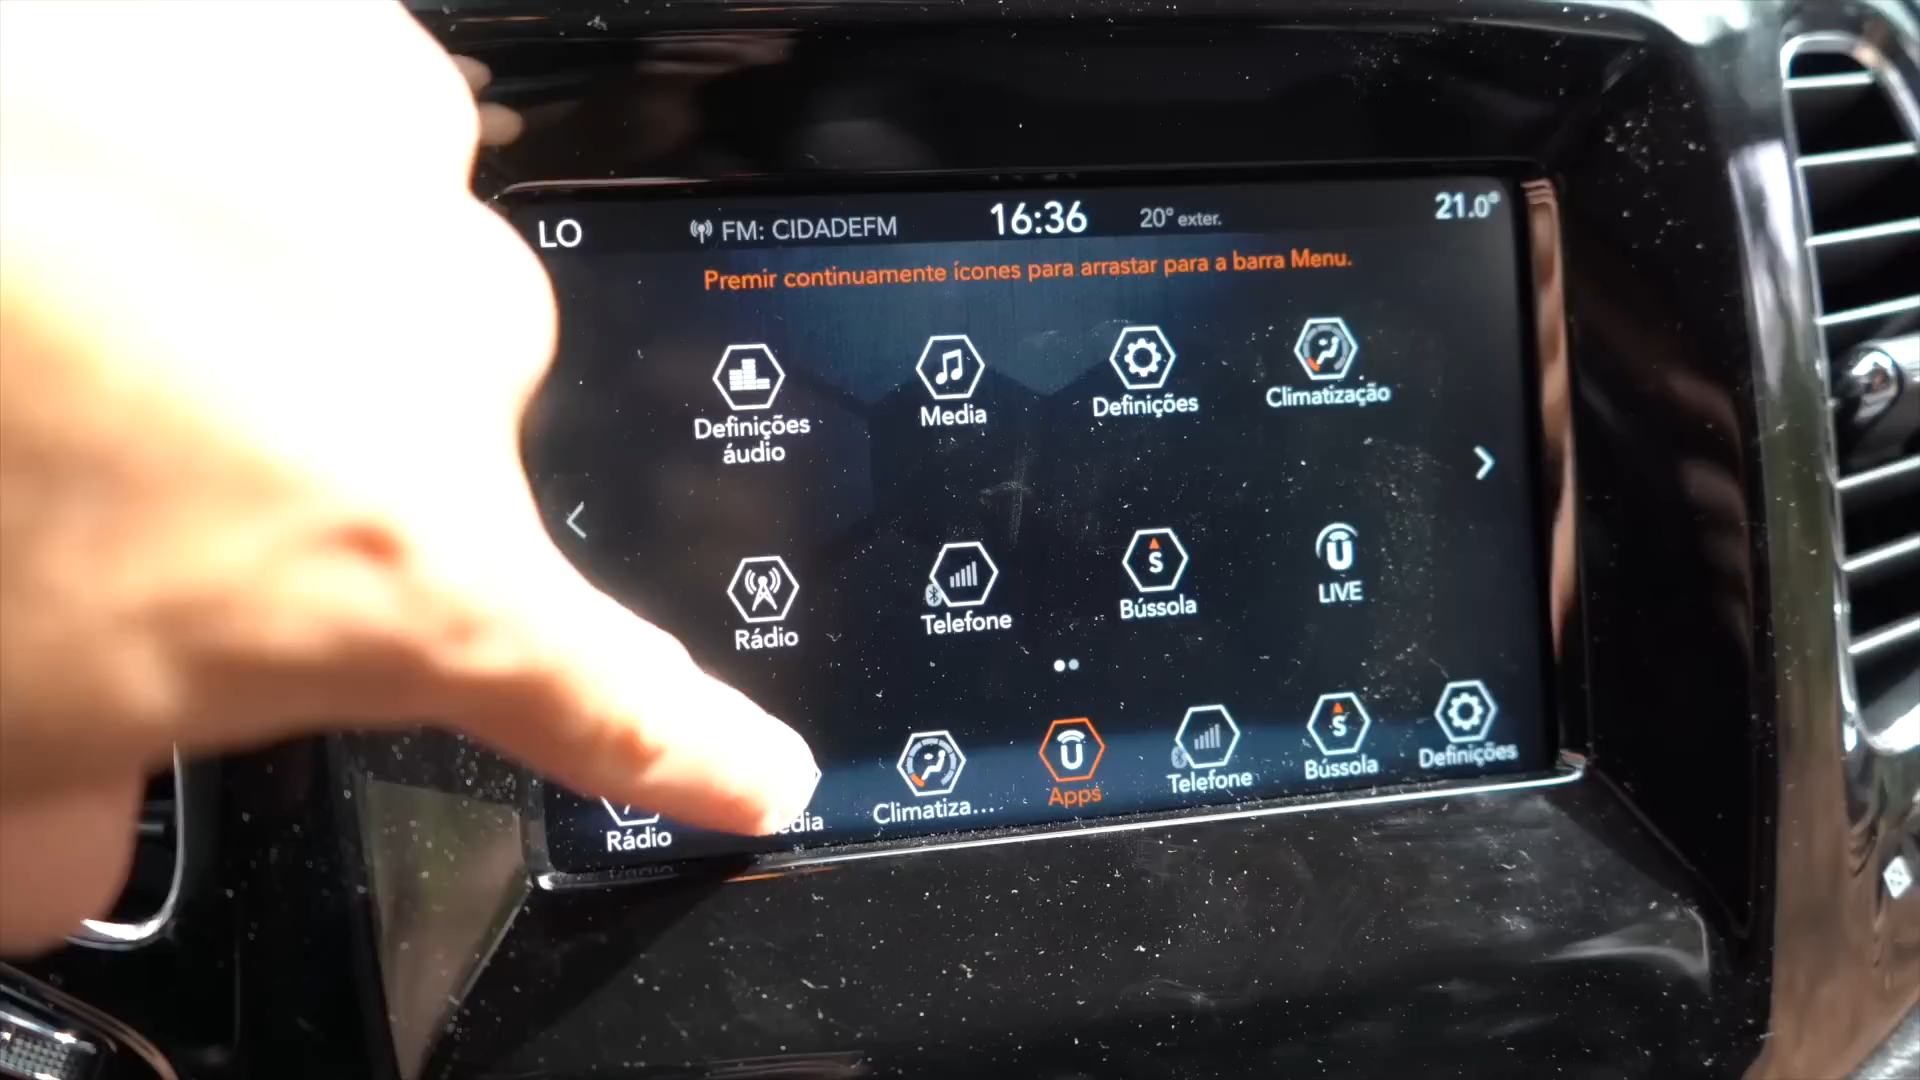 LO FM: CIDADEFM 16:36 20° exter. 21.0°
Premir continuamente ícones para arrastar para a barra Menu.
Definições
áudio
Media
Definições
Climatização
Rádio
Telefone
S
Bússola
U
LIVE
Rádio
Climatiza...
U
Apps
Telefone
S
Bússola
Definições